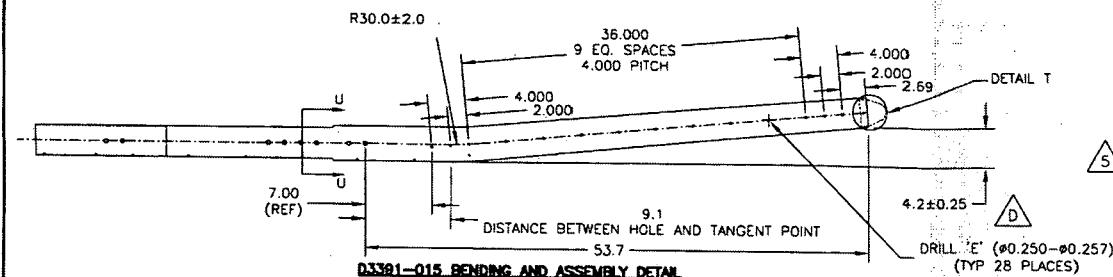 R30.0±2.0
36.000
9 EQ. SPACES
4.000 PITCH
4.000
2.000
2.69
DETAIL T
4.000
2.000
U
U
7.00
(REF)
9.1
DISTANCE BETWEEN HOLE AND TANGENT POINT
53.7
4.2±0.25
S
D
DRILL 'E' (ø0.250-ø0.257)
(TYP 28 PLACES)
D3391-015 BENDING AND ASSEMBLY DETAIL